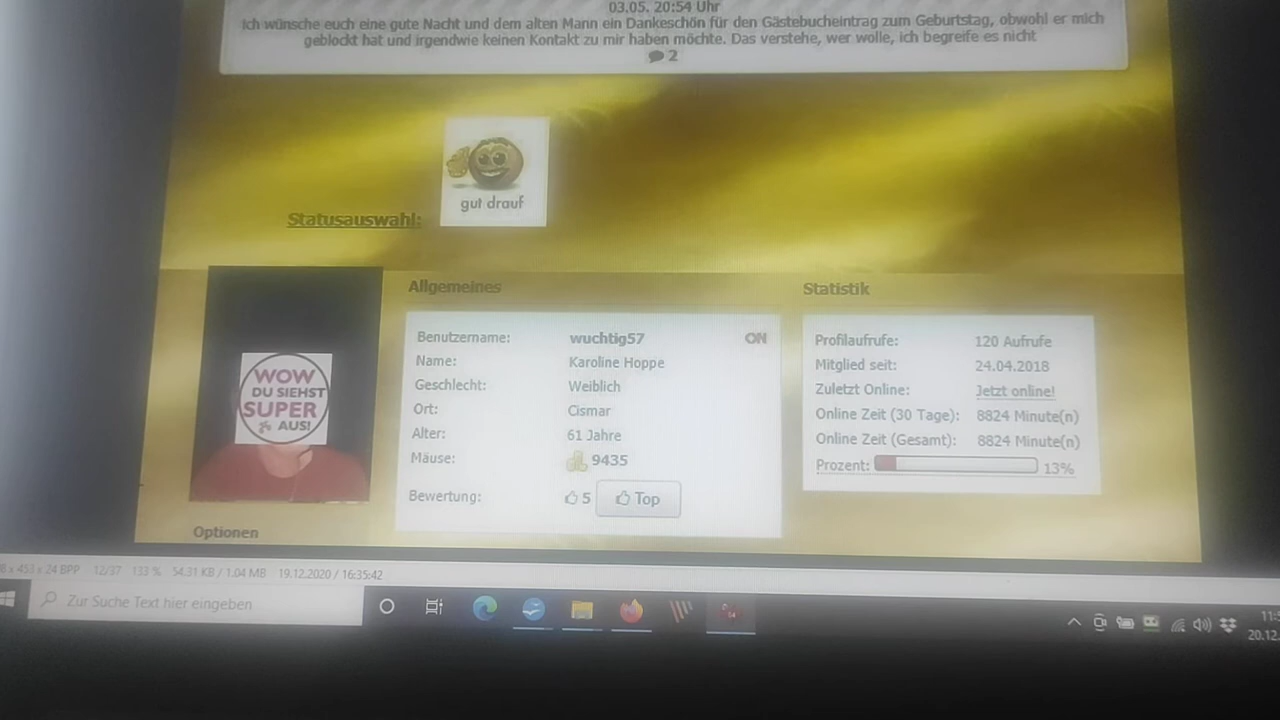 03.05. 20:54 Uhr
Ich wünsche euch eine gute Nacht und dem alten Mann ein Dankeschön für den Gästebucheintrag zum Geburtstag, obwohl er mich
geblockt hat und irgendwie keinen Kontakt zu mir haben möchte. Das verstehe, wer wolle, ich begreife es nicht
2
gut drauf
Statusauswahl:
Allgemeines
Benutzername: wuchtig57 ON
Name: Karoline Hoppe
Geschlecht: Weiblich
Ort: Cismar
Alter: 61 Jahre
Mäuse: 9435
Bewertung: 5 Top
Statistik
Profilaufrufe: 120 Aufrufe
Mitglied seit: 24.04.2018
Zuletzt Online: Jetzt online!
Online Zeit (30 Tage): 8824 Minute(n)
Online Zeit (Gesamt): 8824 Minute(n)
Prozent: 13%
WOW
DU SIEHST
SUPER
AUS!
Optionen
x 453 x 24 BPP 12/37 133 % 54.31 KB / 1.04 MB 19.12.2020 / 16:35:42
Zur Suche Text hier eingeben
11:
20.12.